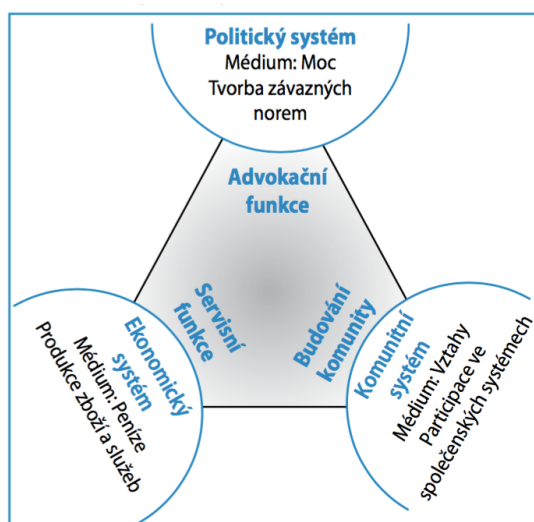 Politický systém
Médium: Moc
Tvorba závazných
norem
Advokační
funkce
Servisní
funkce
Budování
komunity
Ekonomický
systém
Médium: Peníze
Produkce zboží a služeb
Komunitní
systém
Médium: Vztahy
Participace ve
společenských systémech